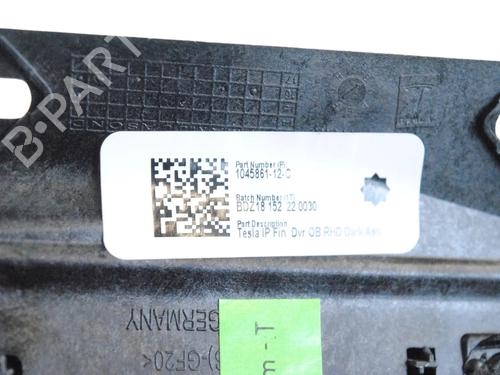 B-PART
Part Number (P)
1045861-12-C
Batch Number (1T)
BDZ18 152 22 0030
Part Description
Tesla IP Fin. Dvr OB RHD Dark Ash
GERMANY
)-GF20<